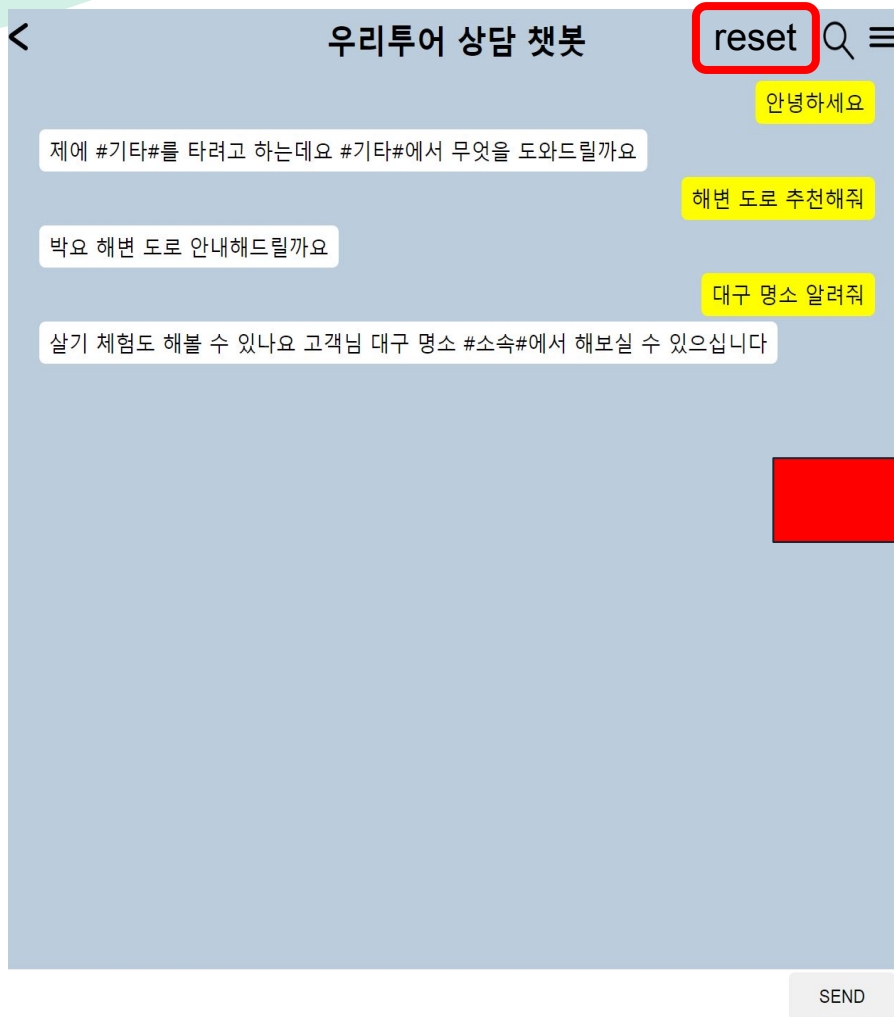 우리투어 상담 챗봇
reset
안녕하세요
제에 #기타#를 타려고 하는데요 #기타#에서 무엇을 도와드릴까요
해변 도로 추천해줘
박요 해변 도로 안내해드릴까요
대구 명소 알려줘
살기 체험도 해볼 수 있나요 고객님 대구 명소 #소속#에서 해보실 수 있으십니다
SEND